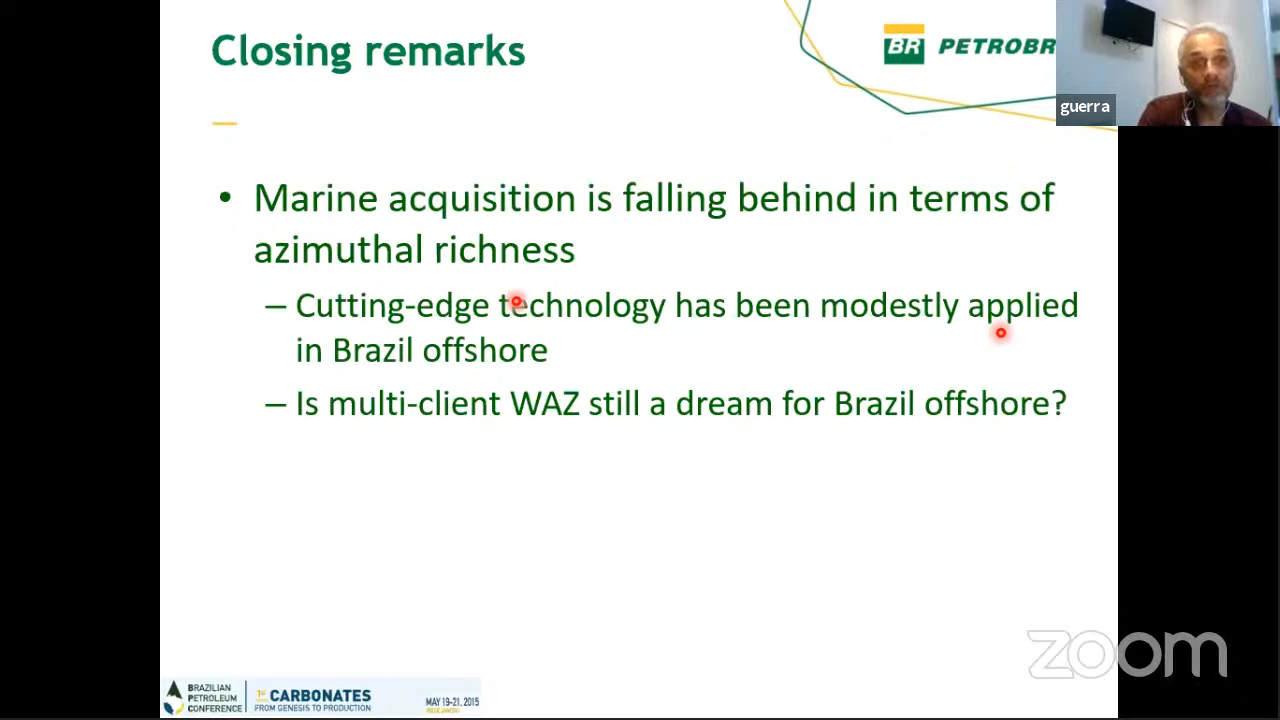 Closing remarks
BR PETROBR
guerra
• Marine acquisition is falling behind in terms of
azimuthal richness
– Cutting-edge technology has been modestly applied
in Brazil offshore
– Is multi-client WAZ still a dream for Brazil offshore?
zoom
BRAZILIAN
PETROLEUM
CONFERENCE
1st
CARBONATES
FROM GENESIS TO PRODUCTION
MAY 19-21, 2015